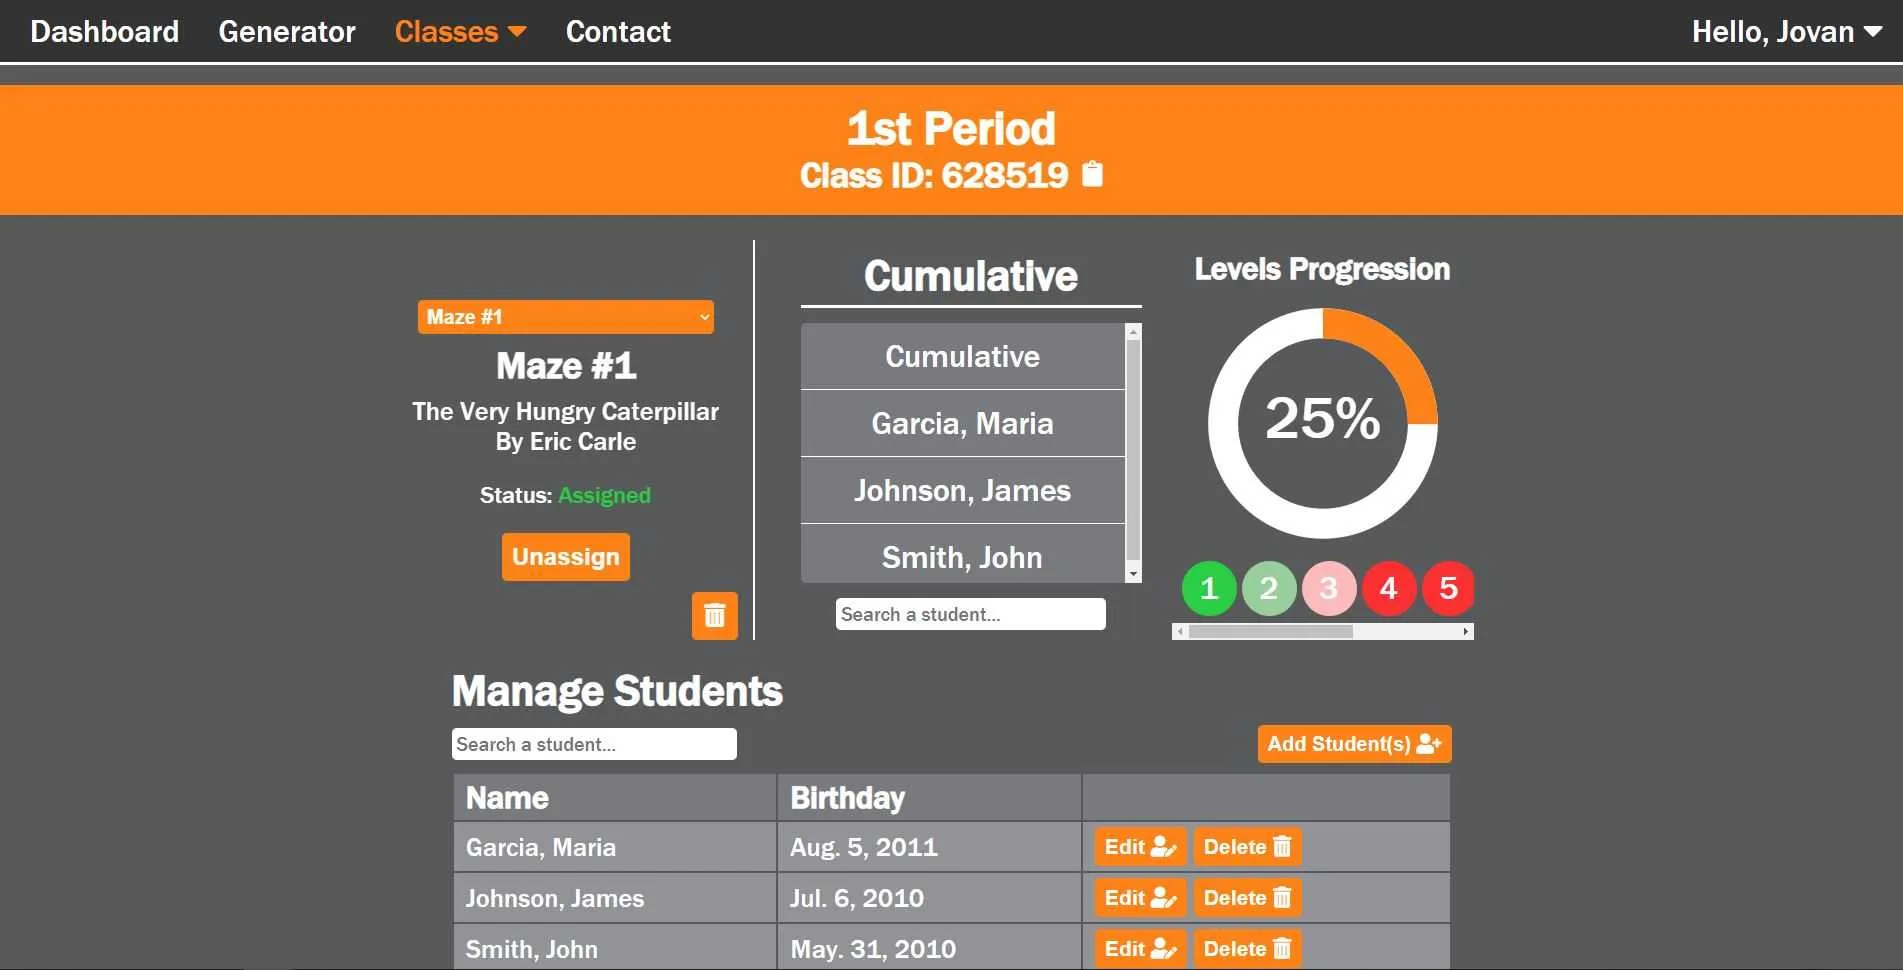 Dashboard Generator Classes Contact Hello, Jovan
1st Period
Class ID: 628519
Maze #1
Maze #1
The Very Hungry Caterpillar
By Eric Carle
Status: Assigned
Unassign
Cumulative
Cumulative
Garcia, Maria
Johnson, James
Smith, John
Search a student...
Levels Progression
25%
1 2 3 4 5
Manage Students
Search a student...
Add Student(s)
Name Birthday
Garcia, Maria Aug. 5, 2011 Edit Delete
Johnson, James Jul. 6, 2010 Edit Delete
Smith, John May. 31, 2010 Edit Delete